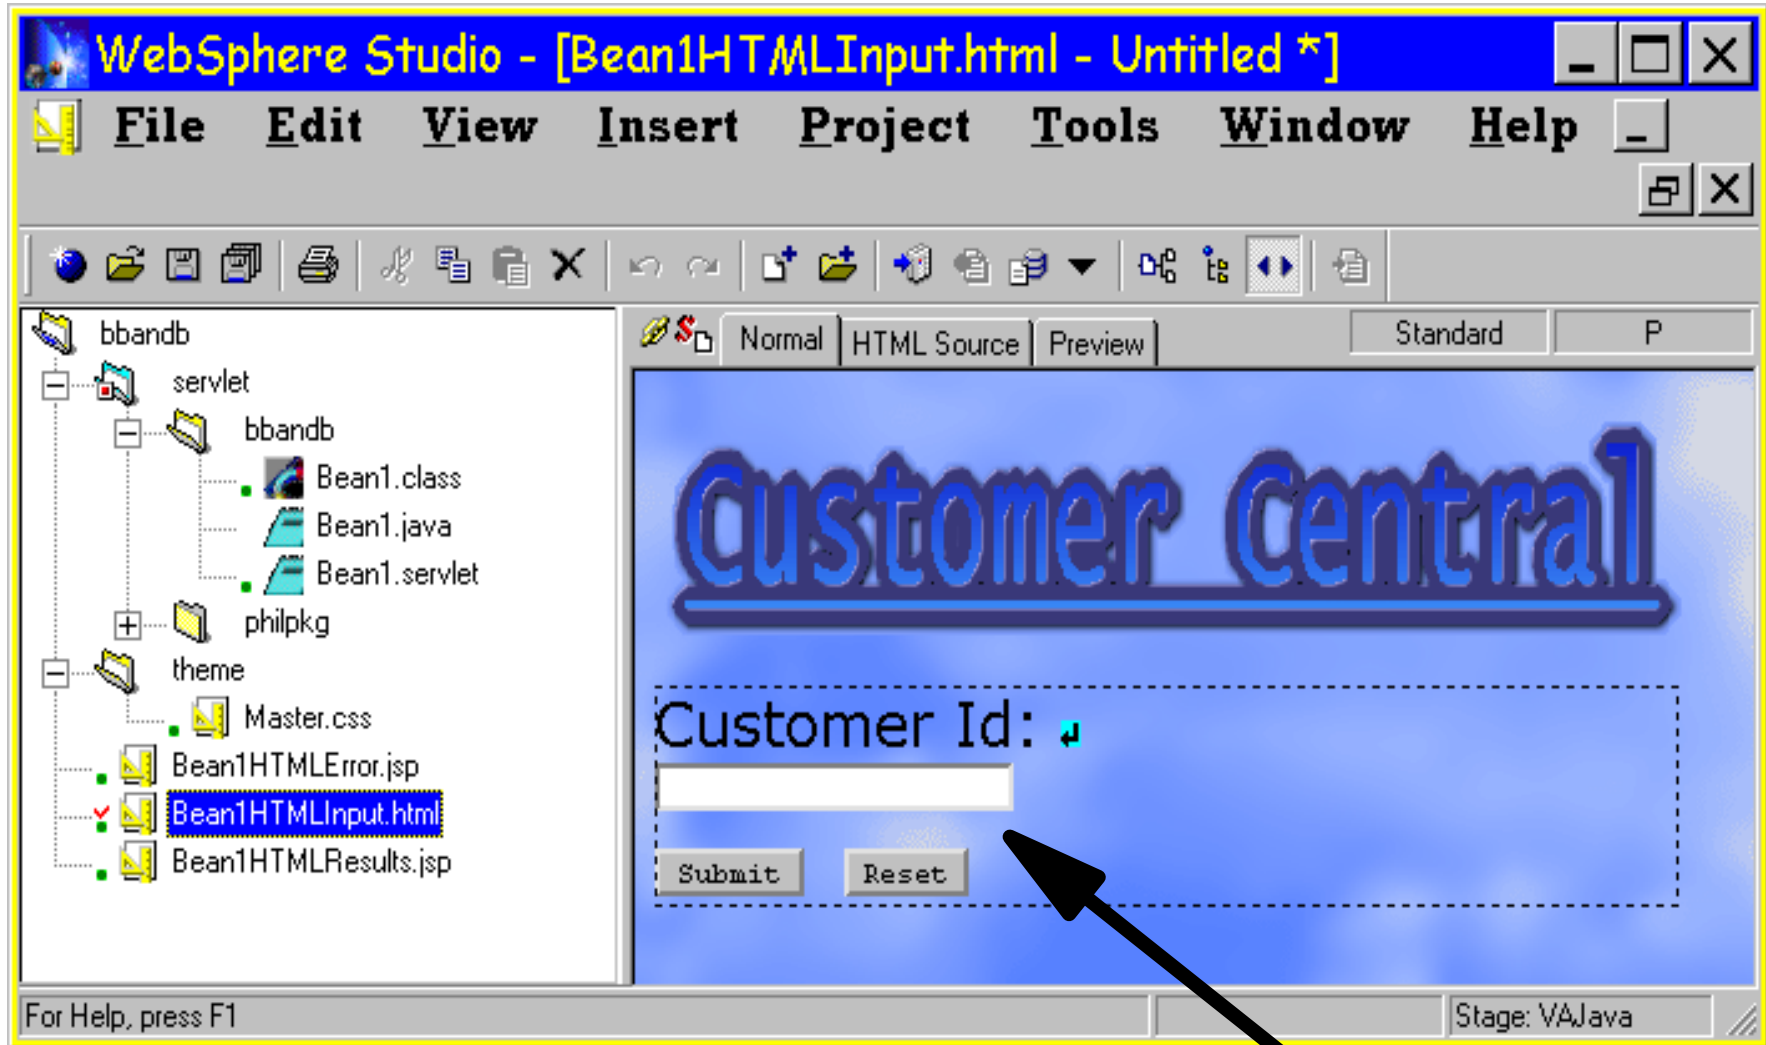 WebSphere Studio - [Bean1HTMLInput.html - Untitled *]
File Edit View Insert Project Tools Window Help
bbandb
servlet
bbandb
Bean1.class
Bean1.java
Bean1.servlet
philpkg
theme
Master.css
Bean1HTMLError.jsp
Bean1HTMLInput.html
Bean1HTMLResults.jsp
Normal HTML Source Preview Standard P
Customer Central
Customer Id:
Submit Reset
For Help, press F1 Stage: VAJava